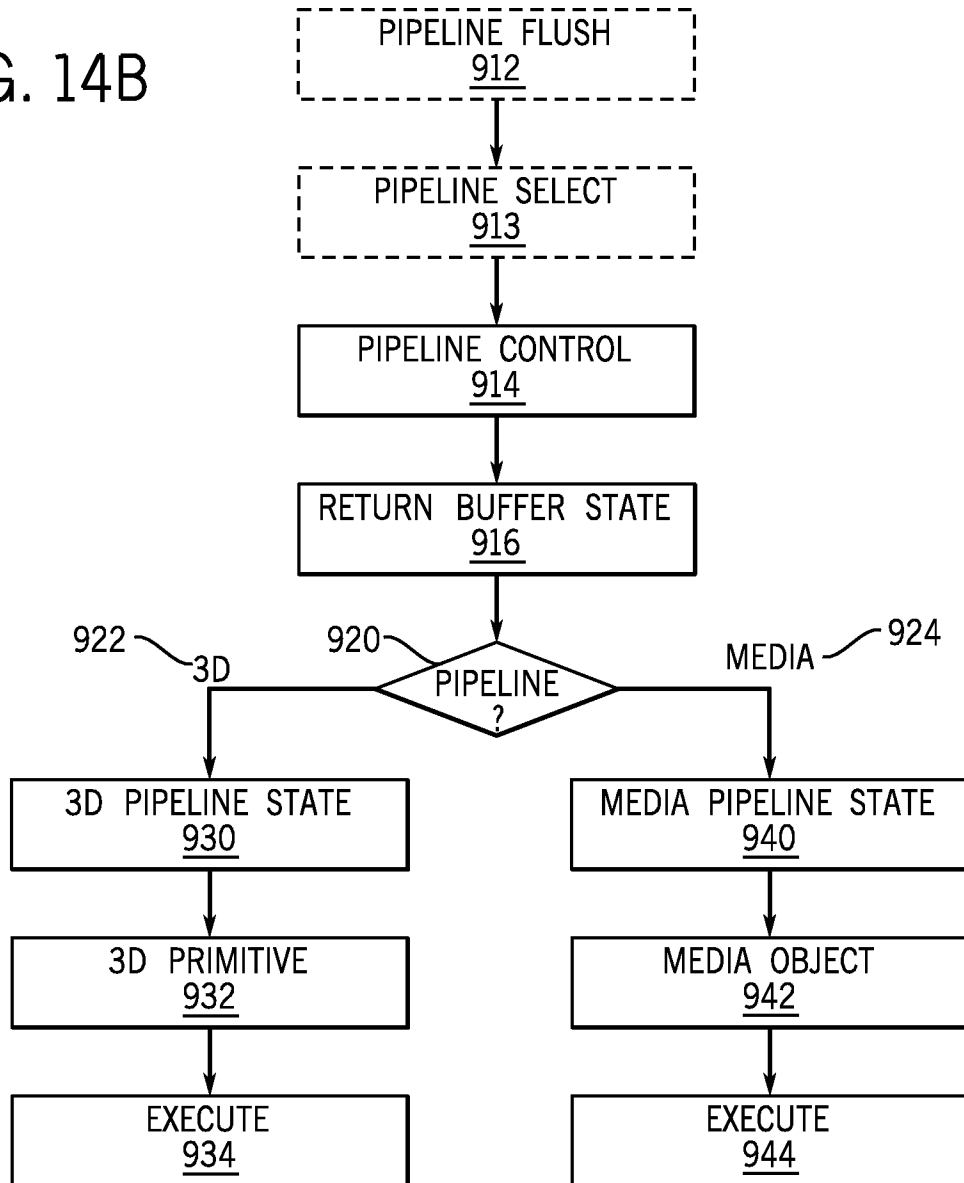 G. 14B
PIPELINE FLUSH
912
PIPELINE SELECT
913
PIPELINE CONTROL
914
RETURN BUFFER STATE
916
922
920
924
3D
MEDIA
PIPELINE
?
3D PIPELINE STATE
930
MEDIA PIPELINE STATE
940
3D PRIMITIVE
932
MEDIA OBJECT
942
EXECUTE
934
EXECUTE
944